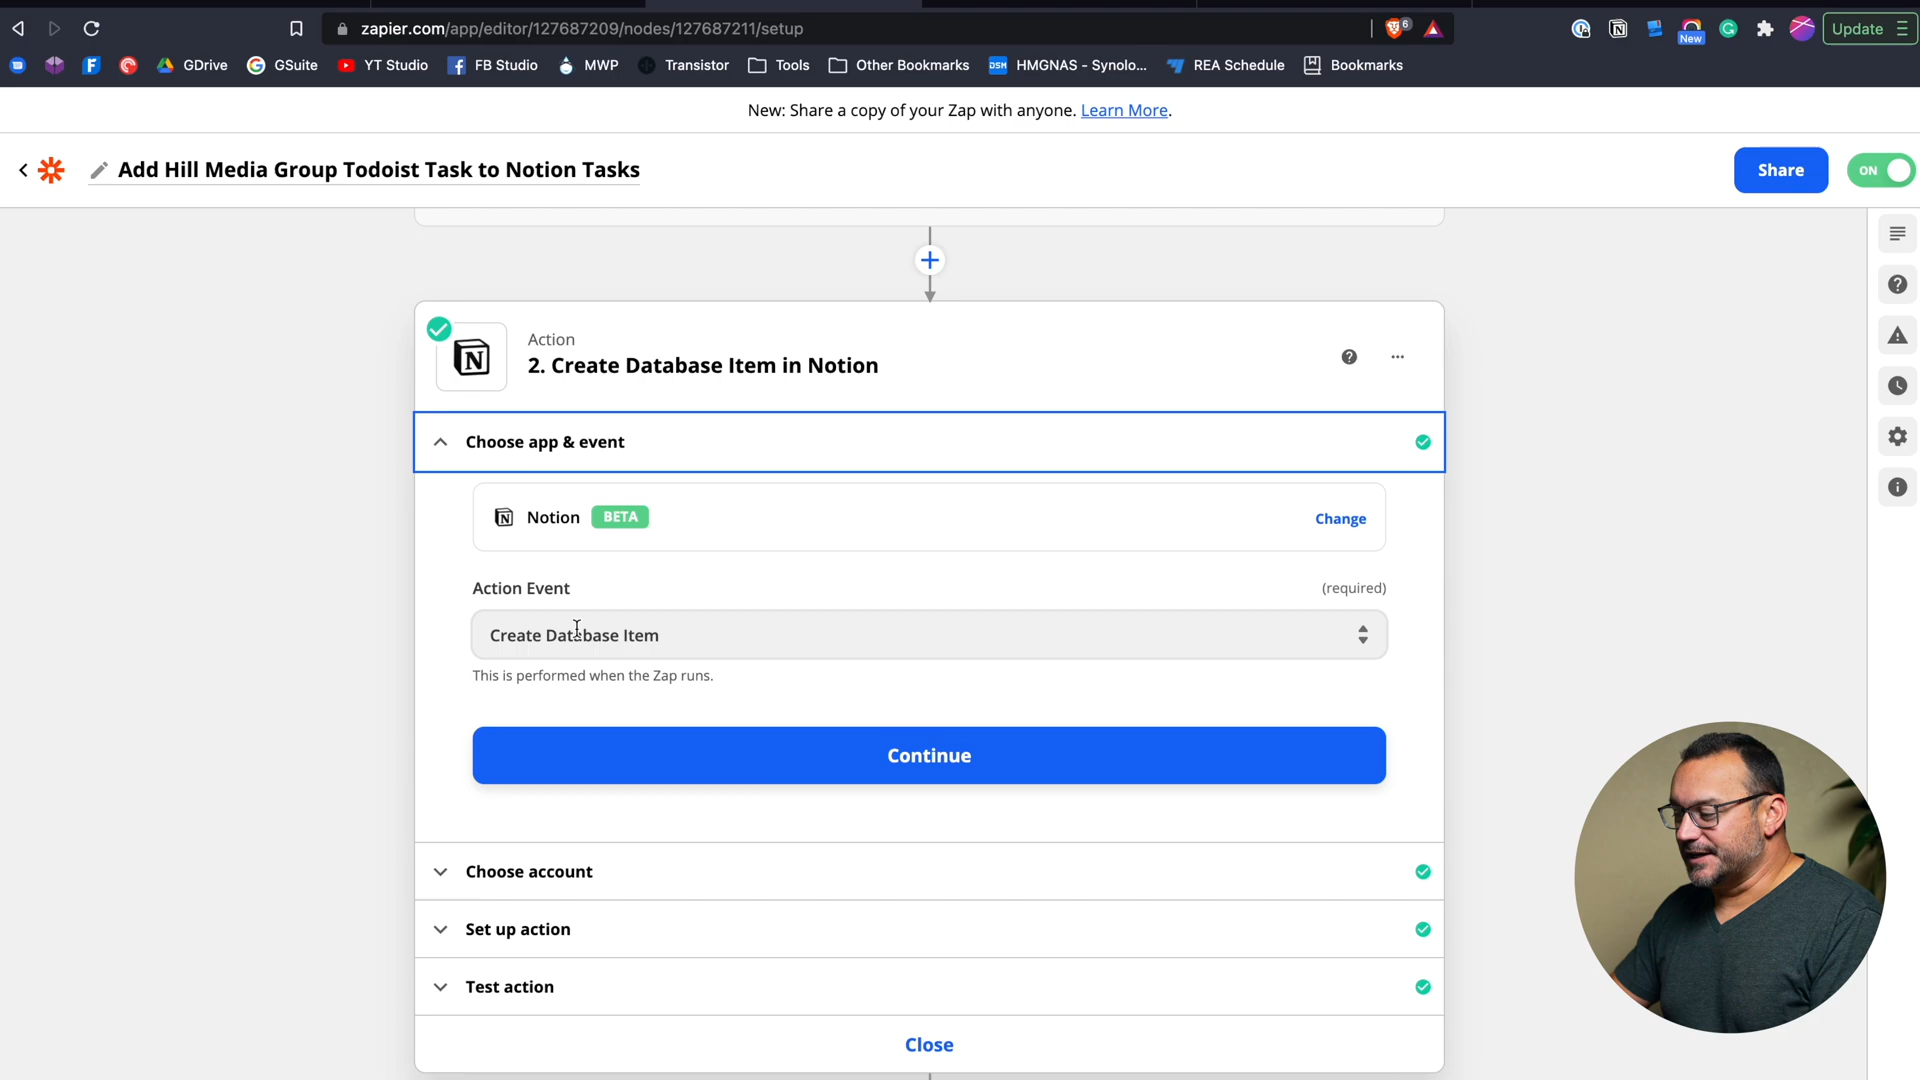 zapier.com/app/editor/127687209/nodes/127687211/setup
6
New
Update
GDrive
GSuite
YT Studio
FB Studio
MWP
Transistor
Tools
Other Bookmarks
DSM
HMGNAS - Synolo...
REA Schedule
Bookmarks
New: Share a copy of your Zap with anyone. Learn More.
Add Hill Media Group Todoist Task to Notion Tasks
Share
ON
Action
2. Create Database Item in Notion
Choose app & event
Notion BETA
Change
Action Event
(required)
Create Database Item
This is performed when the Zap runs.
Continue
Choose account
Set up action
Test action
Close